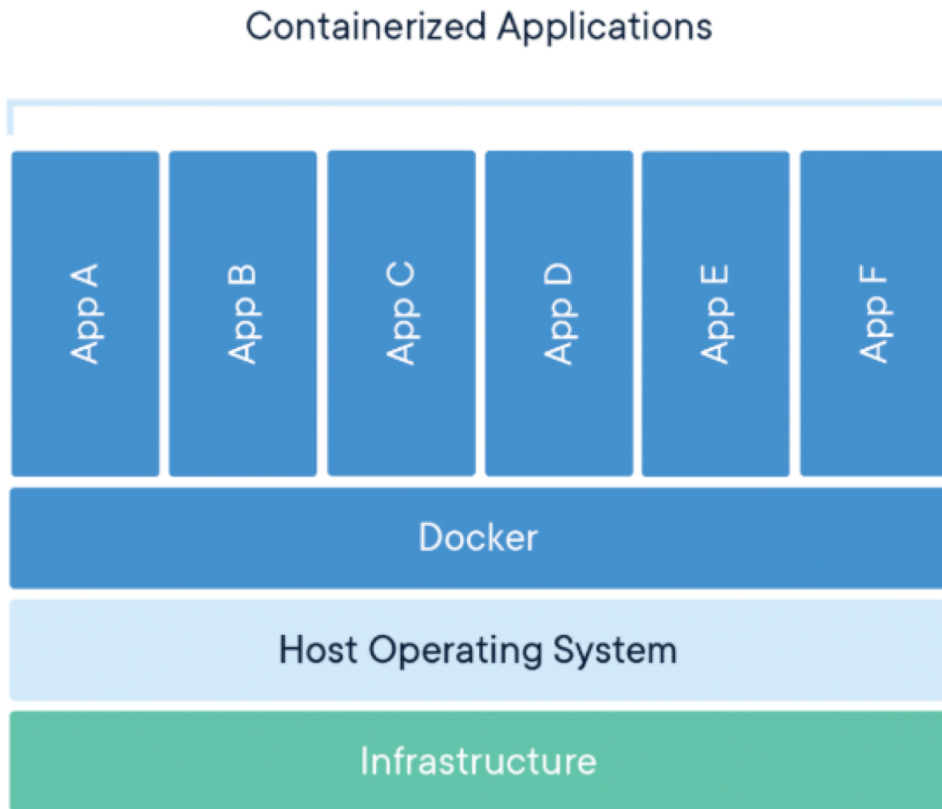 Containerized Applications
App A
App B
App C
App D
App E
App F
Docker
Host Operating System
Infrastructure